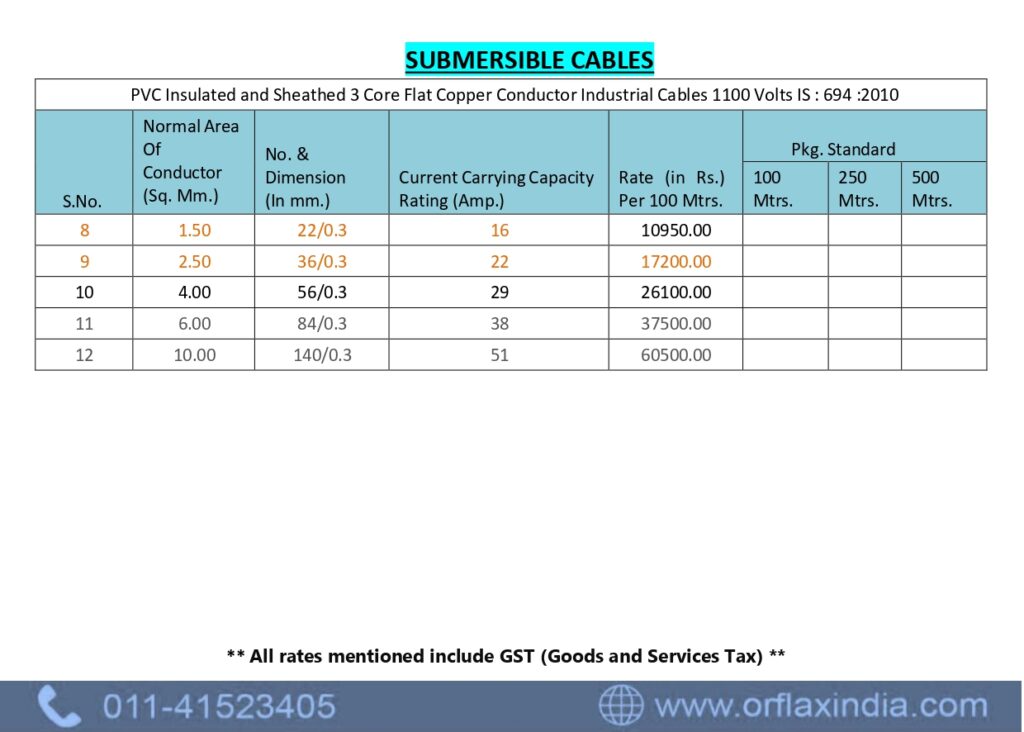 SUBMERSIBLE CABLES
PVC Insulated and Sheathed 3 Core Flat Copper Conductor Industrial Cables 1100 Volts IS : 694 :2010
S.No. Normal Area Of Conductor (Sq. Mm.) No. & Dimension (In mm.) Current Carrying Capacity Rating (Amp.) Rate (in Rs.) Per 100 Mtrs. Pkg. Standard
100 Mtrs. 250 Mtrs. 500 Mtrs.
8 1.50 22/0.3 16 10950.00
9 2.50 36/0.3 22 17200.00
10 4.00 56/0.3 29 26100.00
11 6.00 84/0.3 38 37500.00
12 10.00 140/0.3 51 60500.00
** All rates mentioned include GST (Goods and Services Tax) **
011-41523405 www.orflaxindia.com